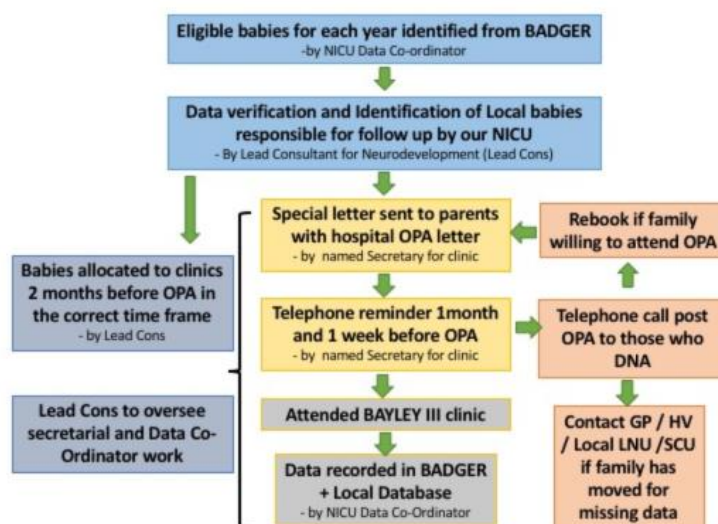 Eligible babies for each year identified from BADGER
-by NICU Data Co-ordinator
Data verification and Identification of Local babies
responsible for follow up by our NICU
- By Lead Consultant for Neurodevelopment (Lead Cons)
Babies allocated to clinics
2 months before OPA in
the correct time frame
- by Lead Cons
Lead Cons to oversee
secretarial and Data Co-
Ordinator work
Special letter sent to parents
with hospital OPA letter
- by named Secretary for clinic
Telephone reminder 1month
and 1 week before OPA
- by named Secretary for clinic
Attended BAYLEY III clinic
Data recorded in BADGER
+ Local Database
- by NICU Data Co-Ordinator
Rebook if family
willing to attend OPA
Telephone call post
OPA to those who
DNA
Contact GP / HV
/ Local LNU /SCU
if family has
moved for
missing data